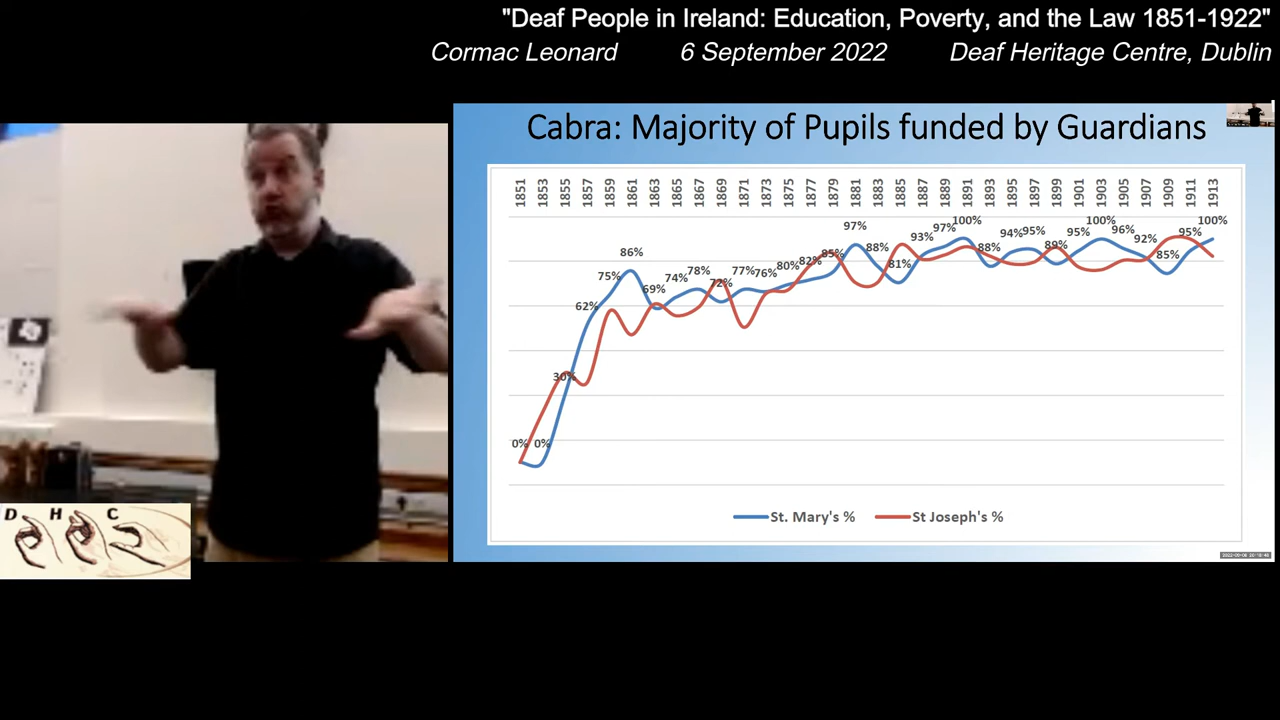 "Deaf People in Ireland: Education, Poverty, and the Law 1851-1922"
Cormac Leonard 6 September 2022 Deaf Heritage Centre, Dublin
Cabra: Majority of Pupils funded by Guardians
1851 1853 1855 1857 1859 1861 1863 1865 1867 1869 1871 1873 1875 1877 1879 1881 1883 1885 1887 1889 1891 1893 1895 1897 1899 1901 1903 1905 1907 1909 1911 1913
0% 0% 30% 62% 75% 86% 69% 74% 78% 72% 77% 76% 80% 82% 85% 97% 88% 81% 93% 97% 100% 88% 94% 95% 89% 95% 100% 96% 92% 85% 95% 100%
St. Mary's % St Joseph's %
D H C